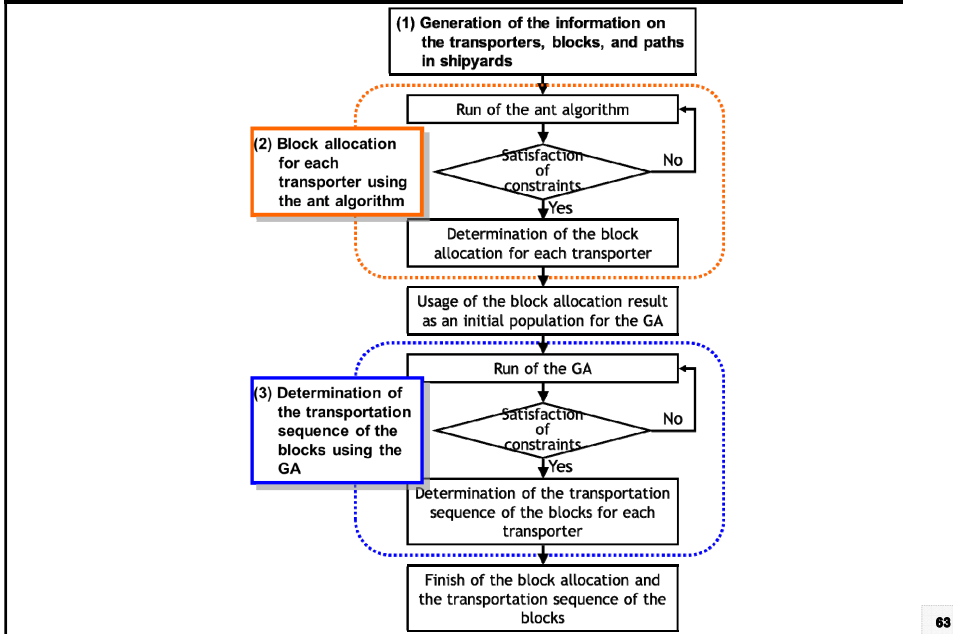 (1) Generation of the information on
the transporters, blocks, and paths
in shipyards
Run of the ant algorithm
(2) Block allocation
for each
transporter using
the ant algorithm
Satisfaction
of
constraints
No
Yes
Determination of the block
allocation for each transporter
Usage of the block allocation result
as an initial population for the GA
Run of the GA
(3) Determination of
the transportation
sequence of the
blocks using the
GA
Satisfaction
of
constraints
No
Yes
Determination of the transportation
sequence of the blocks for each
transporter
Finish of the block allocation and
the transportation sequence of the
blocks
63